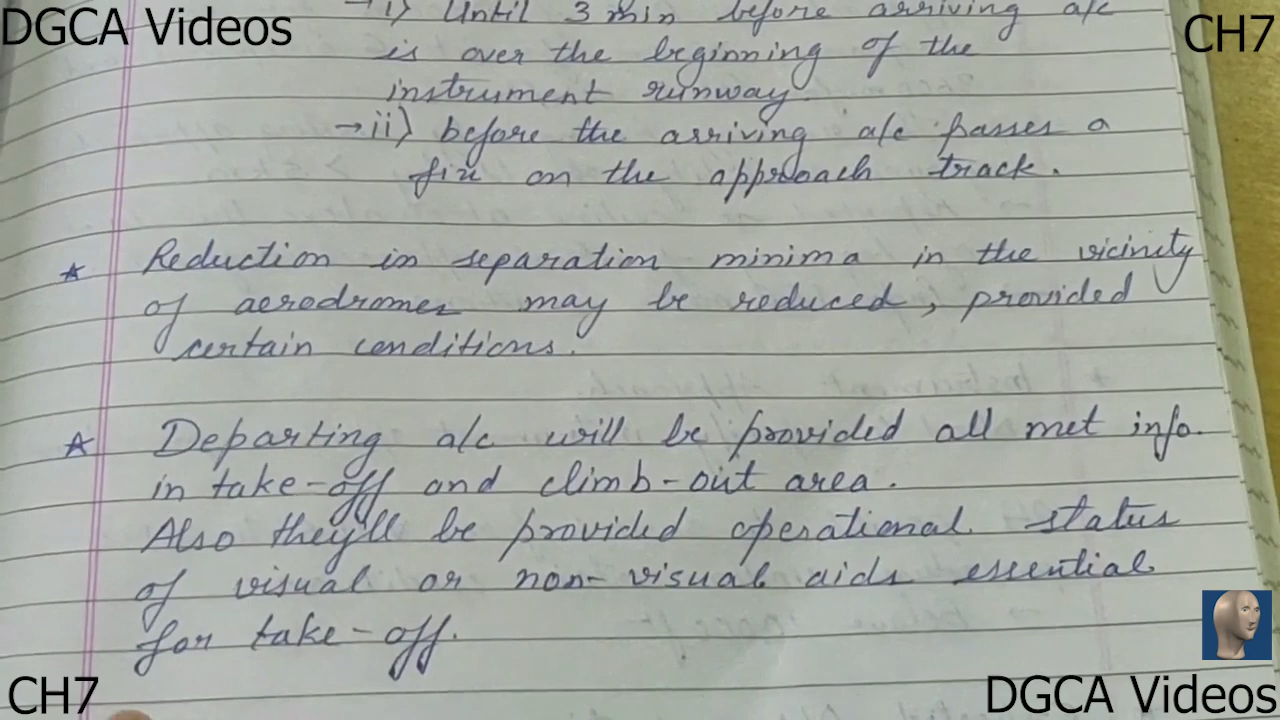 DGCA Videos
CH7
→ i) Until 3 min before arriving a/c
is over the beginning of the
instrument runway.
→ ii) before the arriving a/c passes a
fix on the approach track.
☆ Reduction in separation minima in the vicinity
of aerodromes may be reduced, provided
certain conditions.
☆ Departing a/c will be provided all met info.
in take-off and climb-out area.
Also they'll be provided operational status
of visual or non-visual aids essential
for take-off.
CH7
DGCA Videos